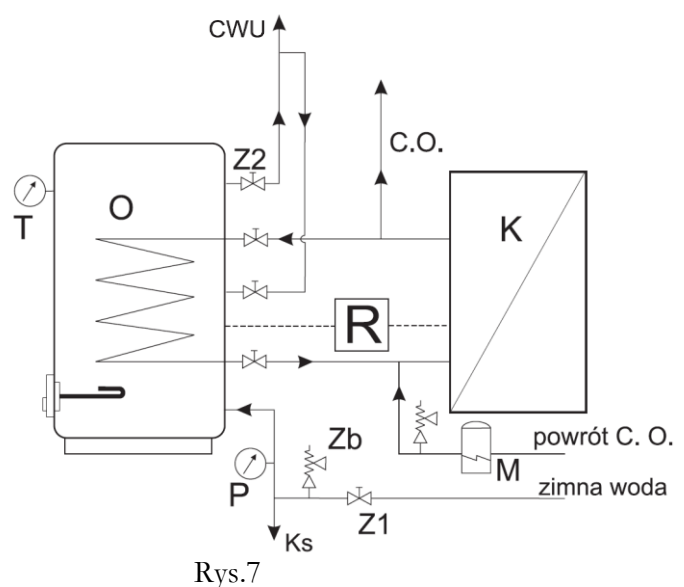 CWU
C.O.
Z2
T
O
K
R
Zb
powrót C. O.
M
P
zimna woda
Z1
Ks
Rys.7